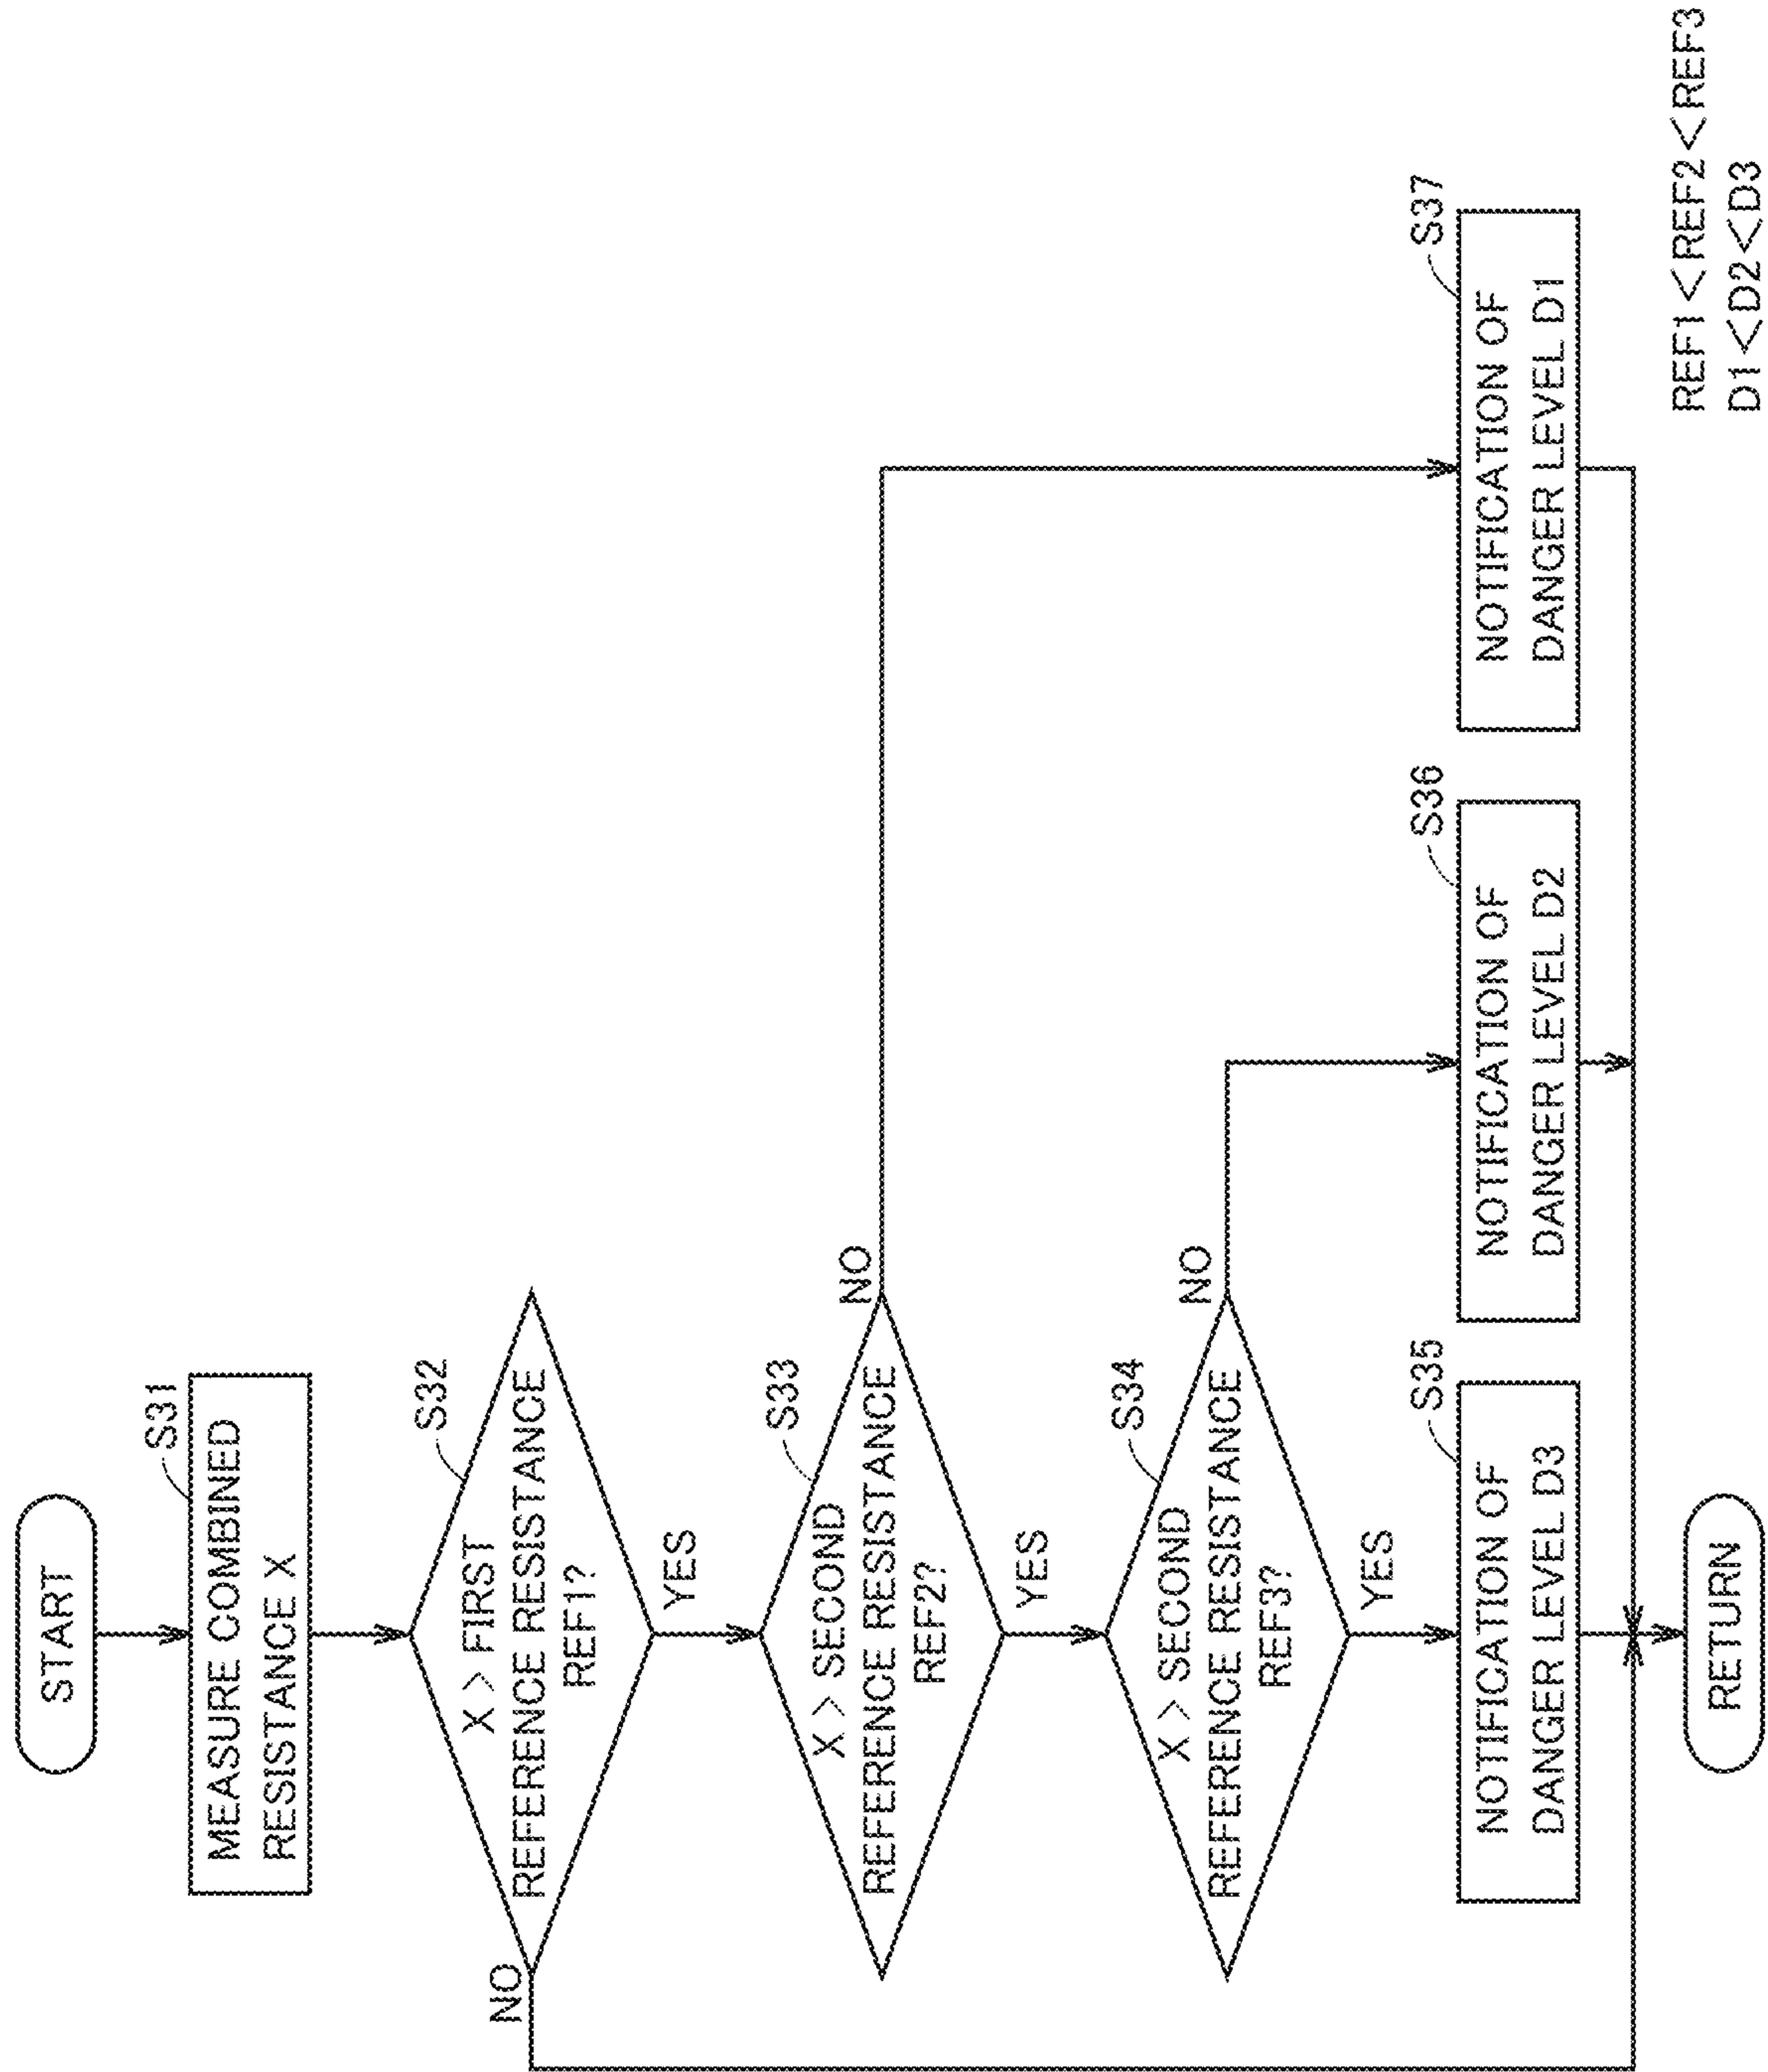 START
S31
MEASURE COMBINED
RESISTANCE X
S32
X > FIRST
REFERENCE RESISTANCE
REF1?
NO
YES
S33
X > SECOND
REFERENCE RESISTANCE
REF2?
NO
YES
S34
X > SECOND
REFERENCE RESISTANCE
REF3?
NO
YES
S35
NOTIFICATION OF
DANGER LEVEL D3
S36
NOTIFICATION OF
DANGER LEVEL D2
S37
NOTIFICATION OF
DANGER LEVEL D1
RETURN
REF1<REF2<REF3
D1<D2<D3